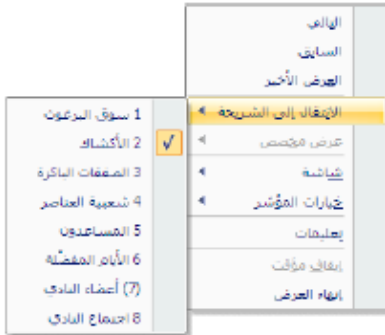 التالي
السابق
العرض الأخير
الانتقال إلى الشريحة
عرض مخصص
شاشة
خيارات المؤشر
تعليمات
إيقاف مؤقت
إنهاء العرض
1 سوق البرغوث
2 الأكشاك
3 الصفقات الباكرة
4 شعبية العناصر
5 المساعدون
6 الأيام المفضّلة
(7) أعضاء النادي
8 اجتماع النادي